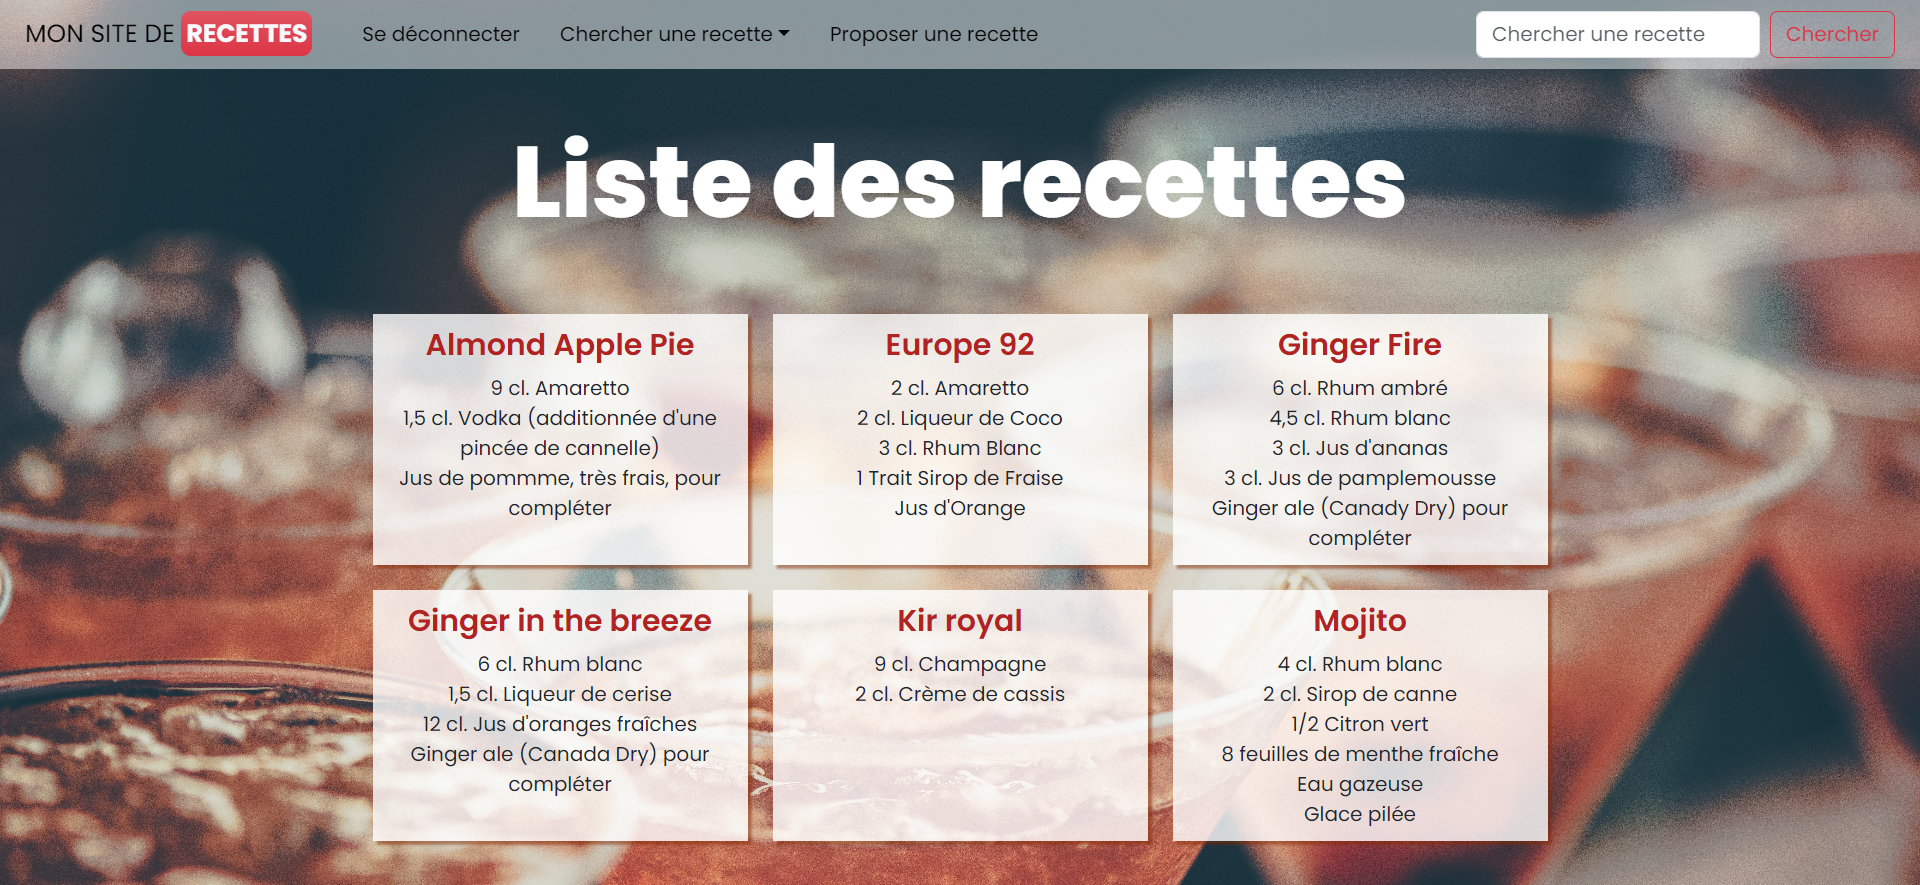 MON SITE DE RECETTES
Se déconnecter
Chercher une recette
Proposer une recette
Chercher une recette
Chercher
Liste des recettes
Almond Apple Pie
9 cl. Amaretto
1,5 cl. Vodka (additionnée d'une
pincée de cannelle)
Jus de pommme, très frais, pour
compléter
Europe 92
2 cl. Amaretto
2 cl. Liqueur de Coco
3 cl. Rhum Blanc
1 Trait Sirop de Fraise
Jus d'Orange
Ginger Fire
6 cl. Rhum ambré
4,5 cl. Rhum blanc
3 cl. Jus d'ananas
3 cl. Jus de pamplemousse
Ginger ale (Canady Dry) pour
compléter
Ginger in the breeze
6 cl. Rhum blanc
1,5 cl. Liqueur de cerise
12 cl. Jus d'oranges fraîches
Ginger ale (Canada Dry) pour
compléter
Kir royal
9 cl. Champagne
2 cl. Crème de cassis
Mojito
4 cl. Rhum blanc
2 cl. Sirop de canne
1/2 Citron vert
8 feuilles de menthe fraîche
Eau gazeuse
Glace pilée